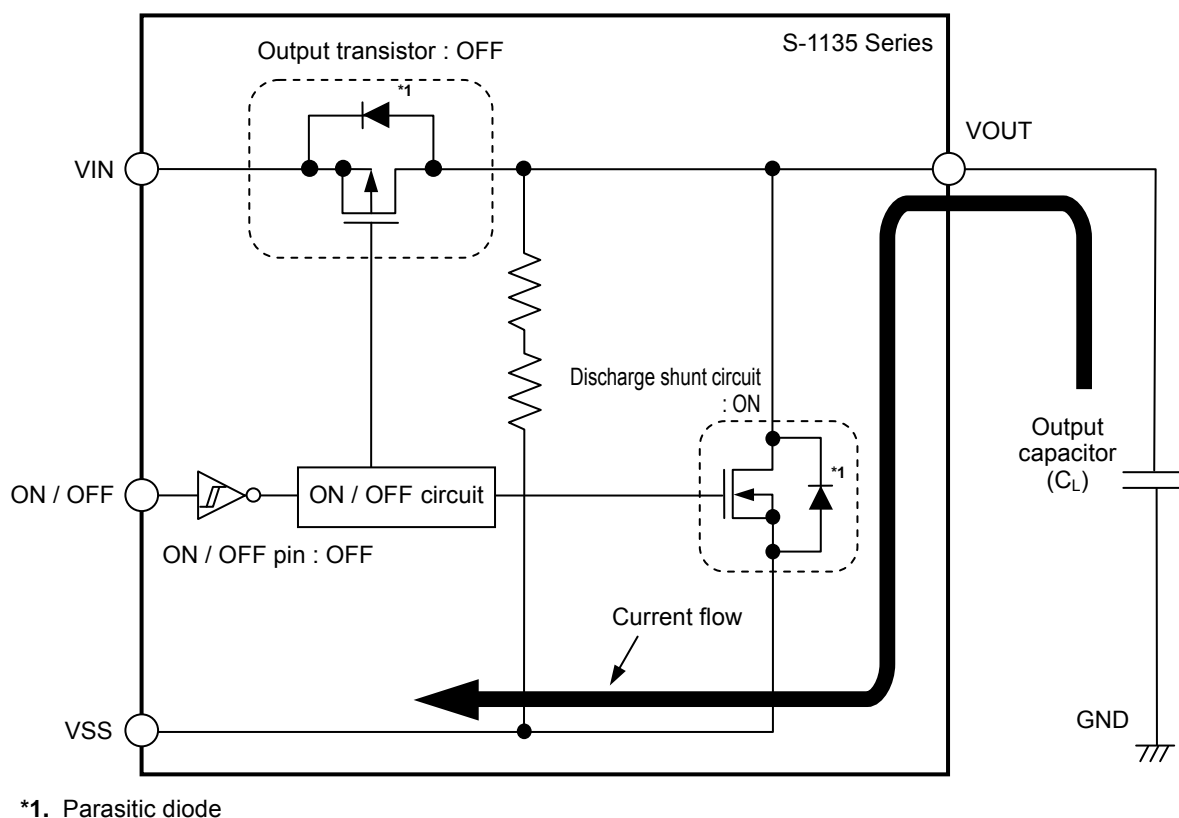 S-1135 Series
Output transistor : OFF
*1
VOUT
VIN
Discharge shunt circuit
: ON
*1
Output
capacitor
(CL)
ON / OFF
ON / OFF circuit
ON / OFF pin : OFF
Current flow
GND
VSS
*1. Parasitic diode